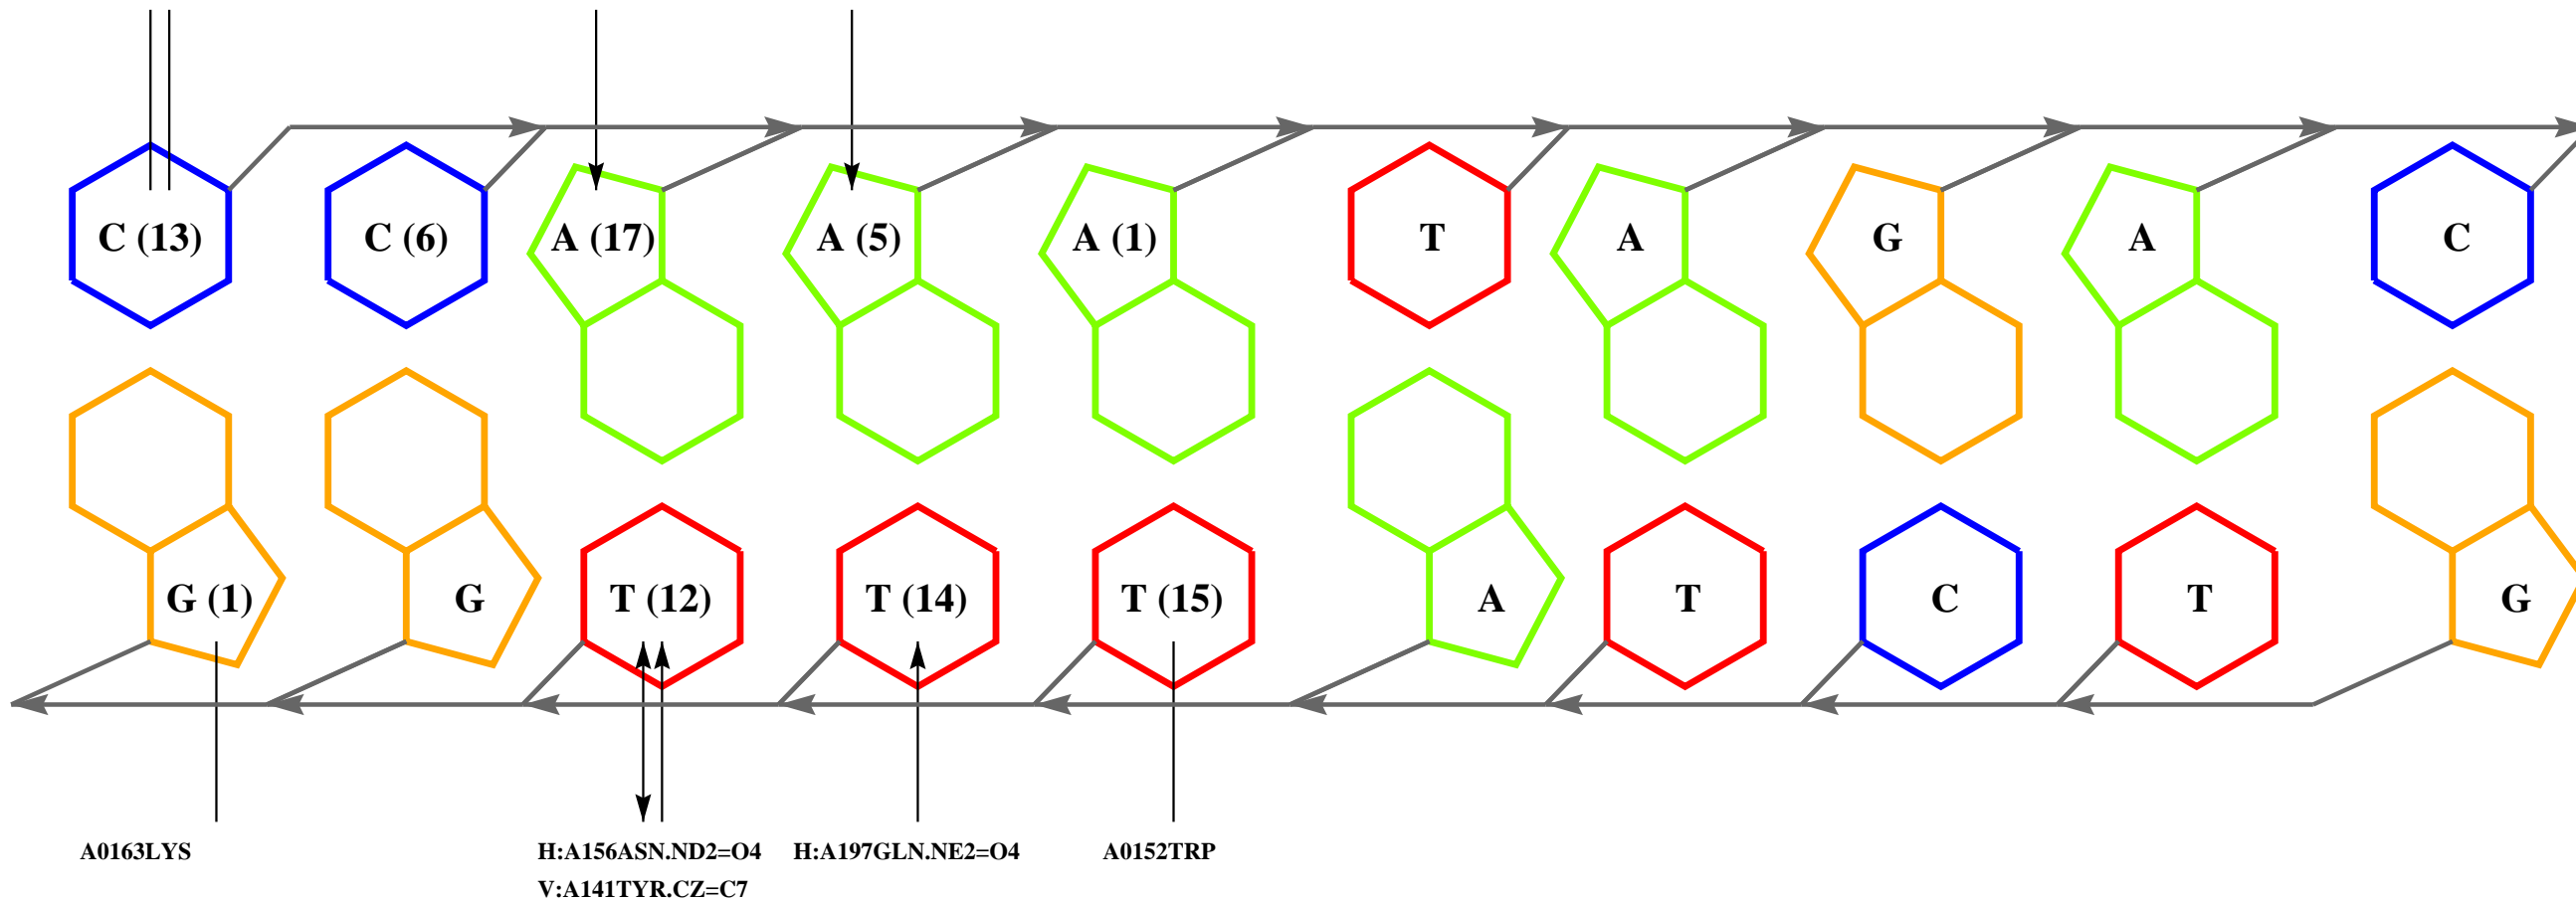 C (13) C (6) A (17) A (5) A (1) T A G A C
G (1) G T (12) T (14) T (15) A T C T G
A0163LYS H:A156ASN.ND2=O4 H:A197GLN.NE2=O4 A0152TRP
V:A141TYR.CZ=C7